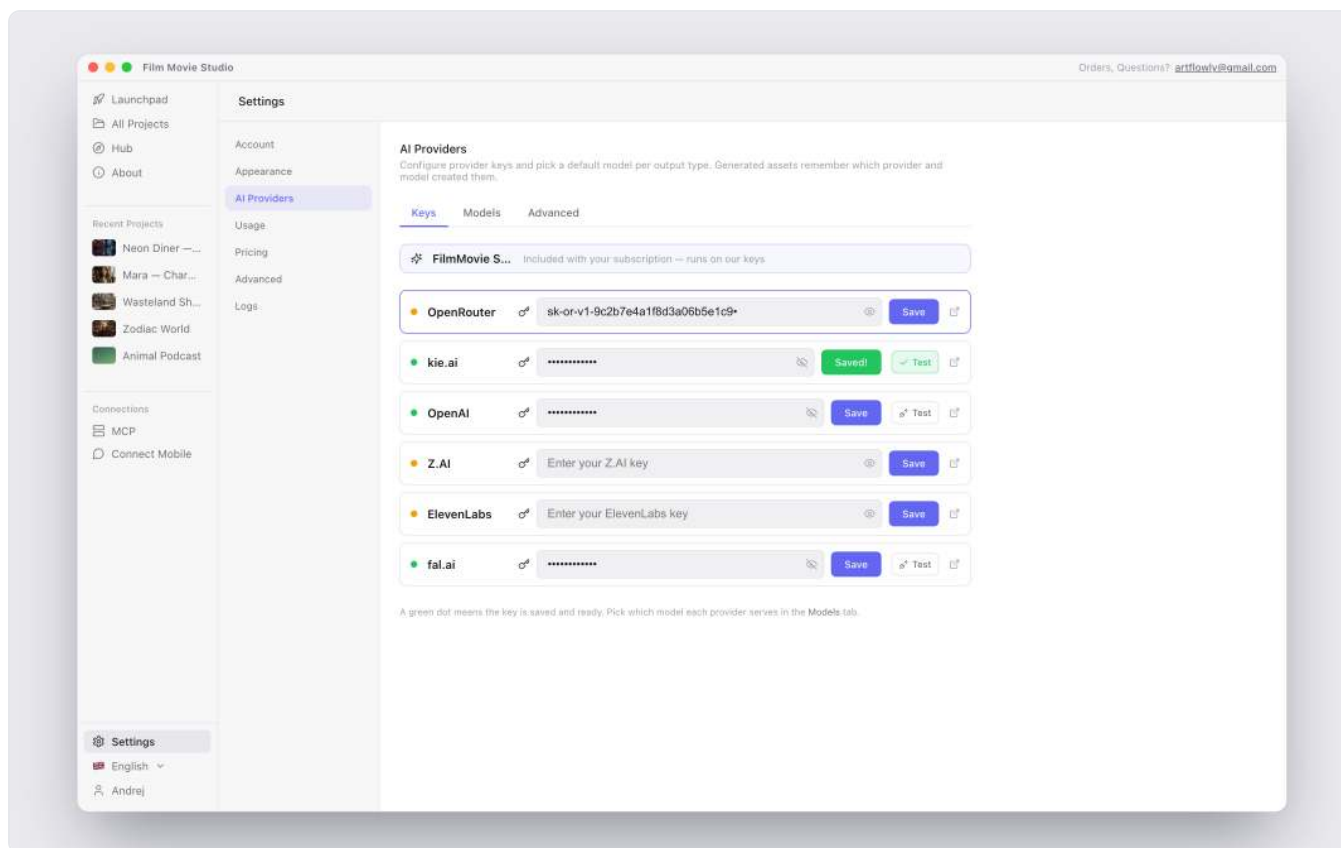 Film Movie Studio
Orders, Questions? artflowly@gmail.com
Launchpad
All Projects
Hub
About
Recent Projects
Neon Diner —...
Mara — Char...
Wasteland Sh...
Zodiac World
Animal Podcast
Connections
MCP
Connect Mobile
Settings
English
Andrej
Settings
Account
Appearance
AI Providers
Usage
Pricing
Advanced
Logs
AI Providers
Configure provider keys and pick a default model per output type. Generated assets remember which provider and
model created them.
Keys Models Advanced
FilmMovie S... Included with your subscription — runs on our keys
OpenRouter sk-or-v1-9c2b7e4a1f8d3a06b5e1c9• Save
kie.ai •••••••••••• Saved! Test
OpenAI •••••••••••• Save Test
Z.AI Enter your Z.AI key Save
ElevenLabs Enter your ElevenLabs key Save
fal.ai •••••••••••• Save Test
A green dot means the key is saved and ready. Pick which model each provider serves in the Models tab.